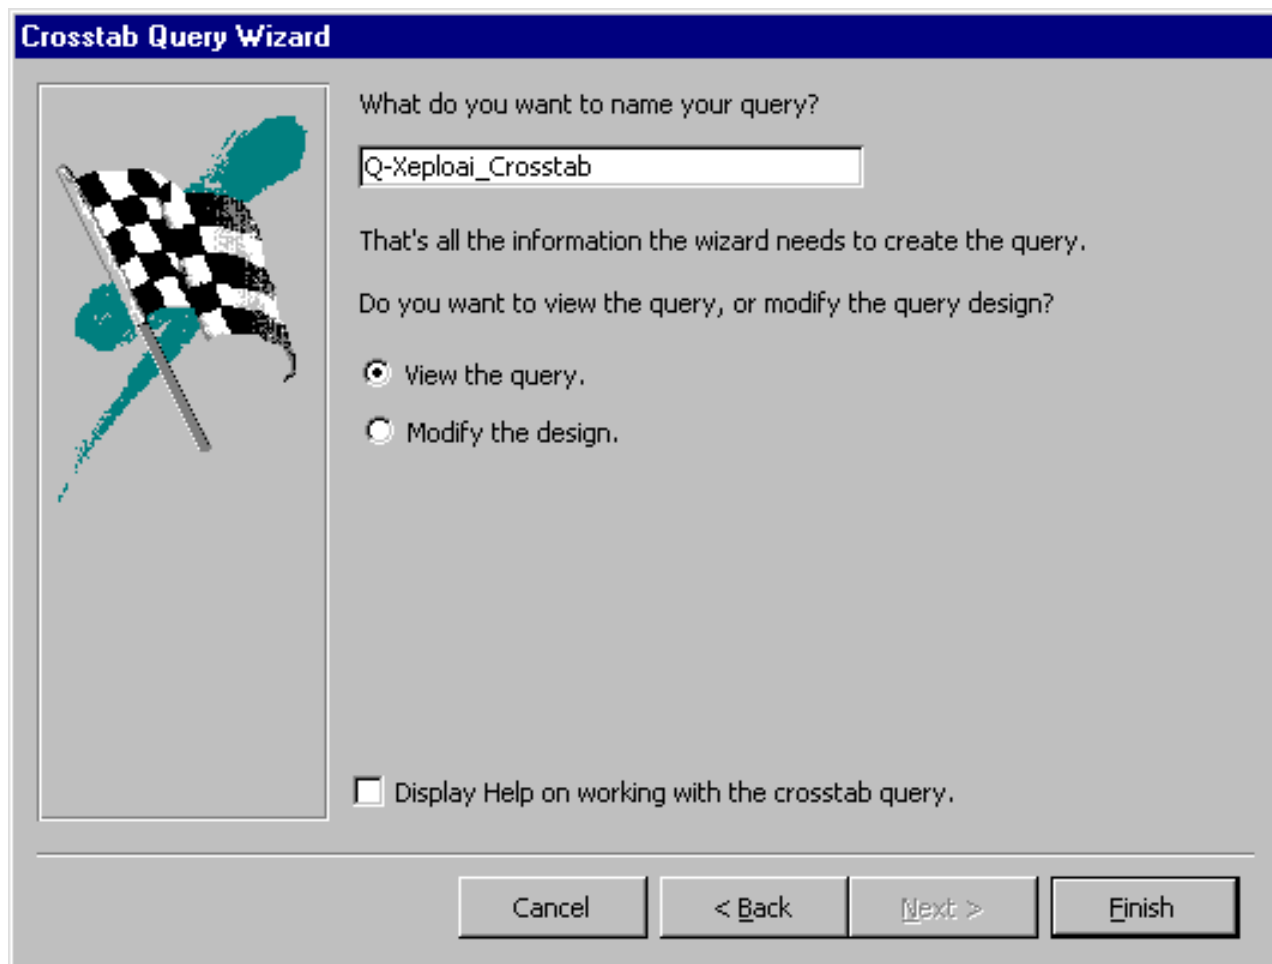 Crosstab Query Wizard
What do you want to name your query?
Q-Xeploai_Crosstab
That's all the information the wizard needs to create the query.
Do you want to view the query, or modify the query design?
View the query.
Modify the design.
Display Help on working with the crosstab query.
Cancel
< Back
Next >
Finish